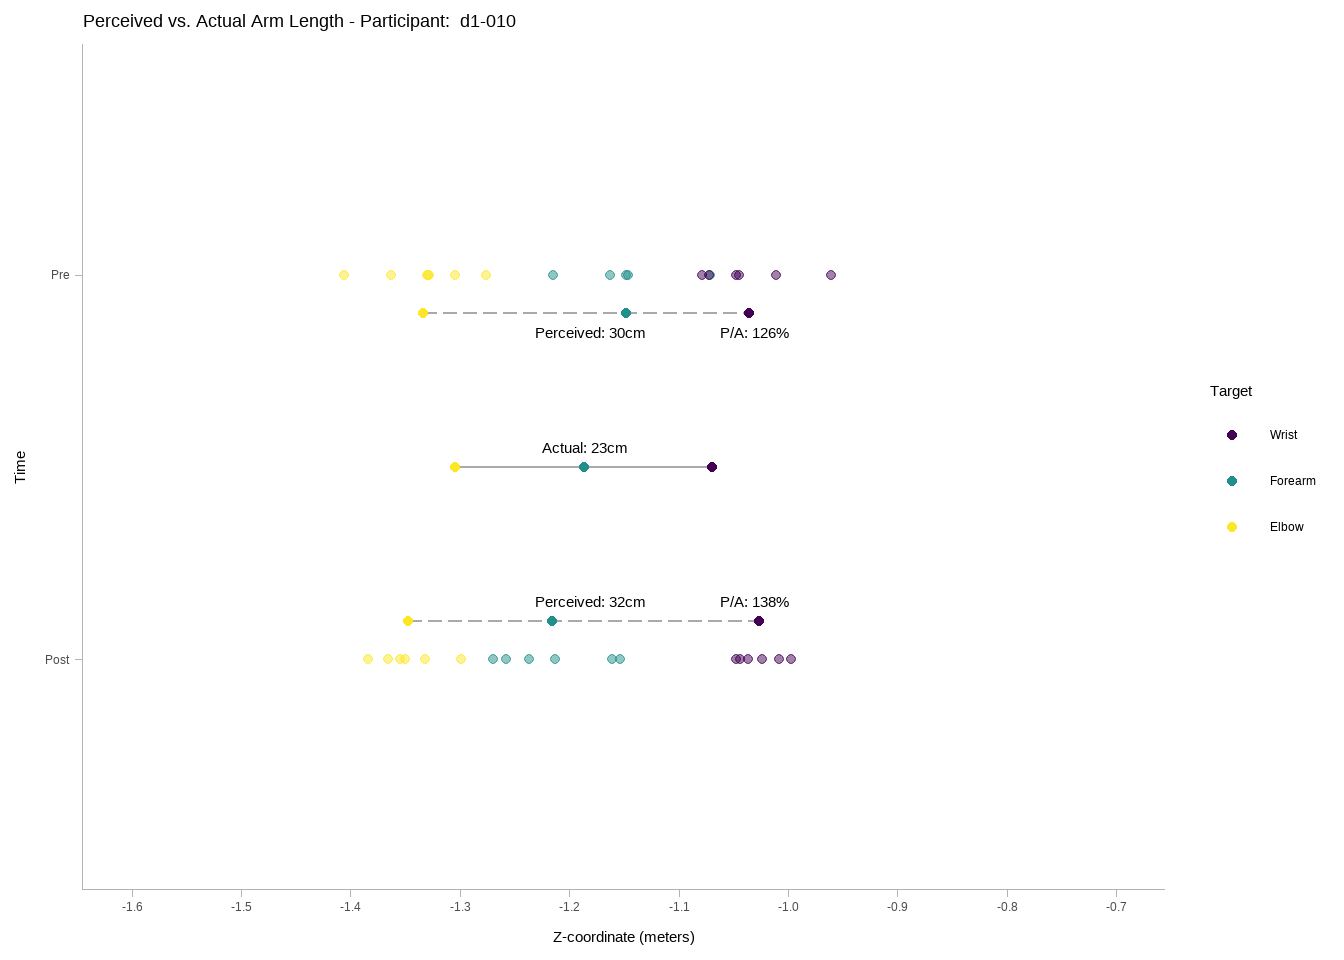 Perceived vs. Actual Arm Length - Participant:  d1-010
Pre
Perceived: 30cm
P/A: 126%
Actual: 23cm
Time
Perceived: 32cm
P/A: 138%
Post
-1.6 -1.5 -1.4 -1.3 -1.2 -1.1 -1.0 -0.9 -0.8 -0.7
Z-coordinate (meters)
Target
Wrist
Forearm
Elbow